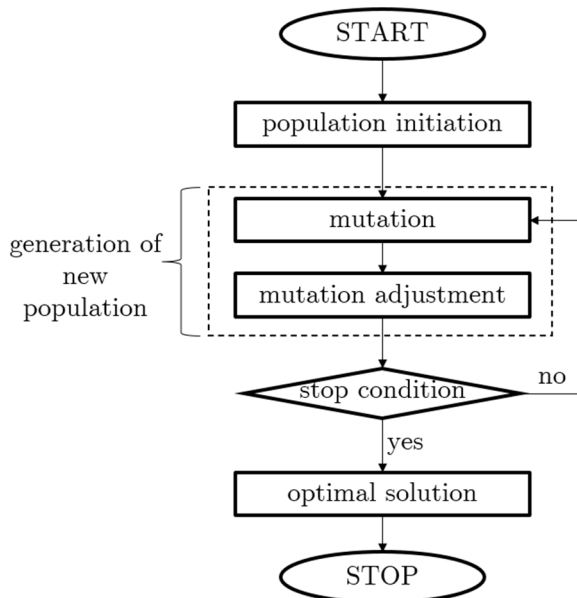 START
population initiation
mutation
generation of
new
population
mutation adjustment
stop condition
no
yes
optimal solution
STOP